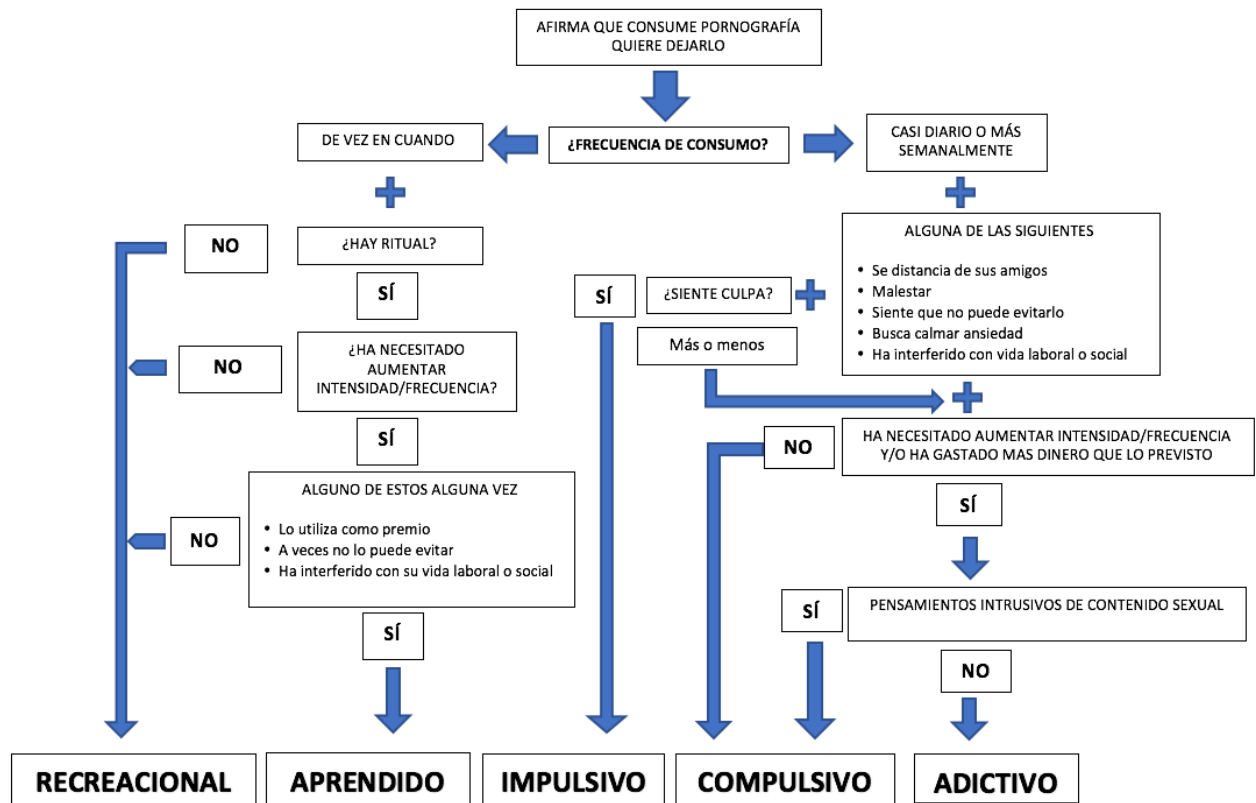 AFIRMA QUE CONSUME PORNOGRAFÍA
QUIERE DEJARLO
DE VEZ EN CUANDO
¿FRECUENCIA DE CONSUMO?
CASI DIARIO O MÁS
SEMANALMENTE
NO
¿HAY RITUAL?
SÍ
¿HA NECESITADO
AUMENTAR
INTENSIDAD/FRECUENCIA?
NO
SÍ
ALGUNO DE ESTOS ALGUNA VEZ
• Lo utiliza como premio
• A veces no lo puede evitar
• Ha interferido con su vida laboral o social
NO
SÍ
ALGUNA DE LAS SIGUIENTES
• Se distancia de sus amigos
• Malestar
• Siente que no puede evitarlo
• Busca calmar ansiedad
• Ha interferido con vida laboral o social
SÍ
¿SIENTE CULPA?
Más o menos
NO
HA NECESITADO AUMENTAR INTENSIDAD/FRECUENCIA
Y/O HA GASTADO MAS DINERO QUE LO PREVISTO
SÍ
SÍ
PENSAMIENTOS INTRUSIVOS DE CONTENIDO SEXUAL
NO
RECREACIONAL
APRENDIDO
IMPULSIVO
COMPULSIVO
ADICTIVO